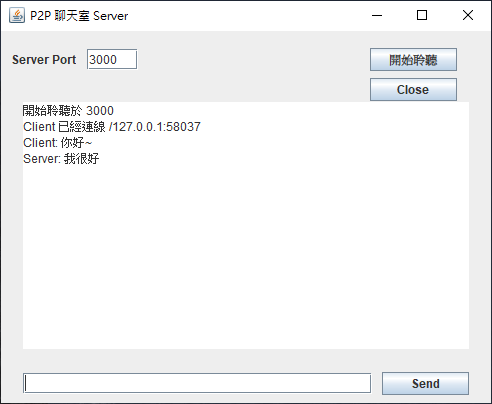 P2P 聊天室 Server
Server Port 3000 開始聆聽
Close
開始聆聽於 3000
Client 已經連線 /127.0.0.1:58037
Client: 你好~
Server: 我很好
Send